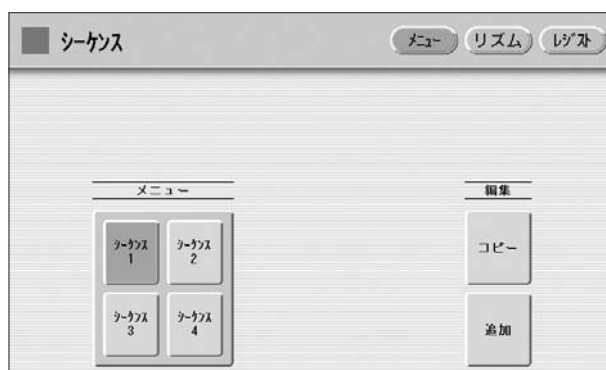 シーケンス
メニュー リズム レジスト
メニュー
シーケンス
1
シーケンス
2
シーケンス
3
シーケンス
4
編集
コピー
追加